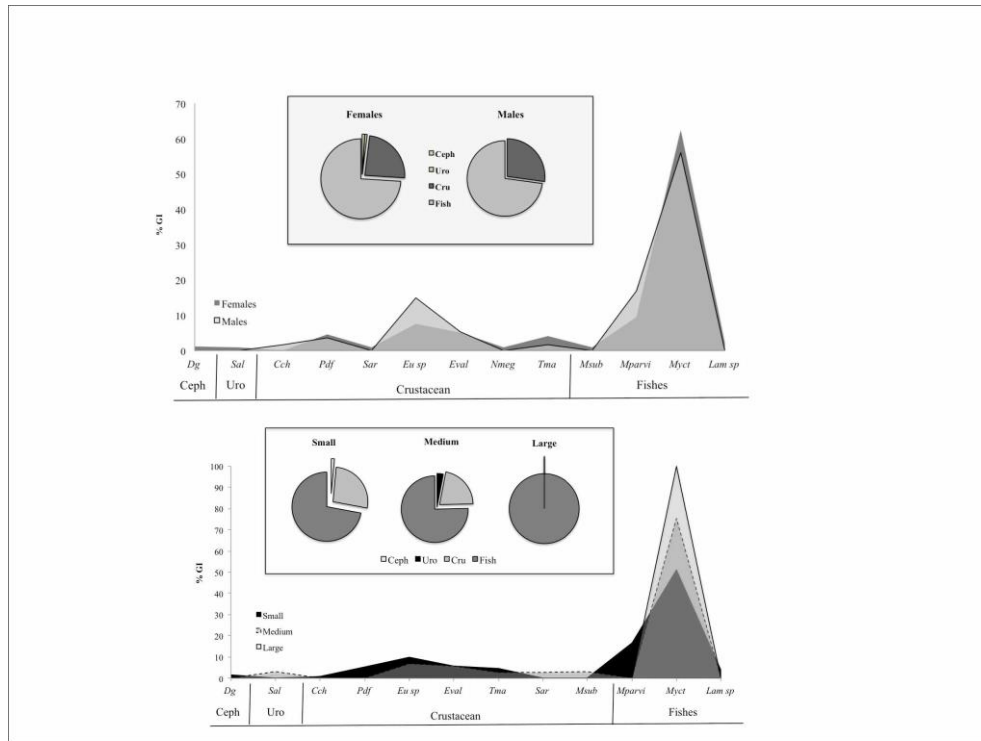 70
60
50
40
30
20
10
0
% GI
Females
Males
Ceph
Uro
Cru
Fish
Females
Males
Dg Sal Cch Pdf Sar Eu sp Eval Nmeg Tma Msub Mparvi Myct Lam sp
Ceph Uro Crustacean Fishes
100
90
80
70
60
50
40
30
20
10
0
% GI
Small Medium Large
Ceph Uro Cru Fish
Small
Medium
Large
Dg Sal Cch Pdf Eu sp Eval Tma Sar Msub Mparvi Myct Lam sp
Ceph Uro Crustacean Fishes